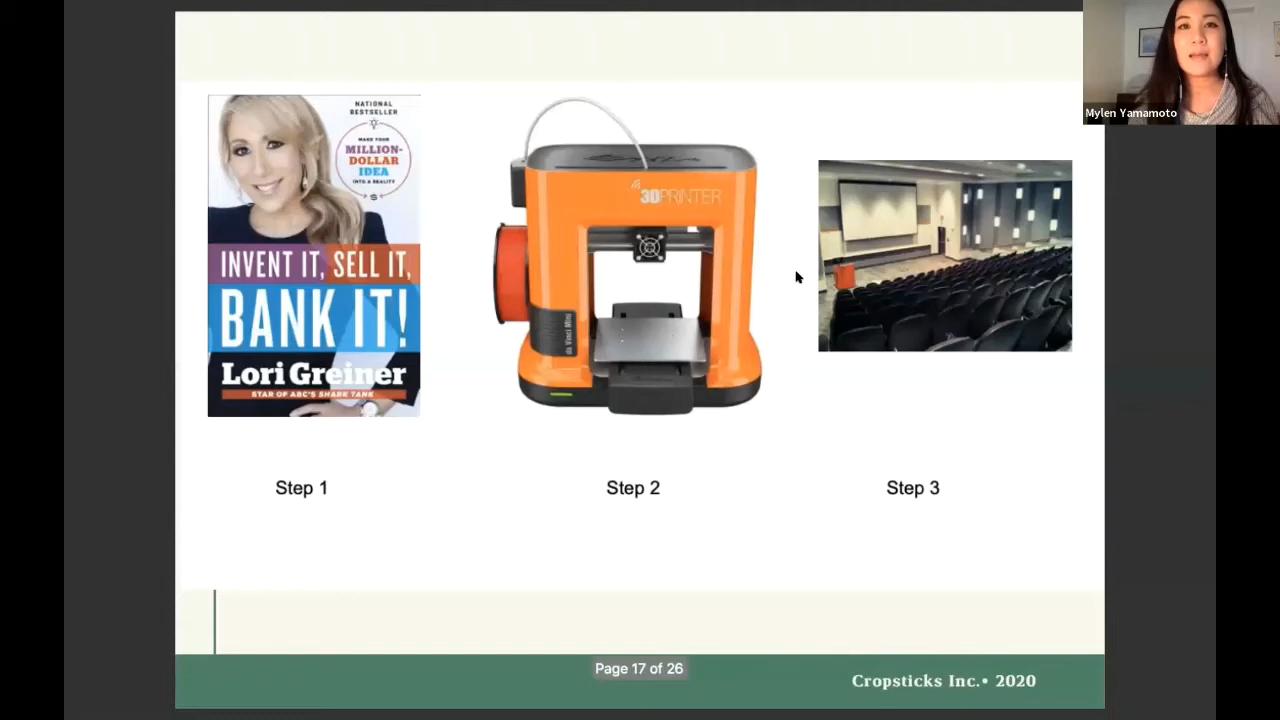 Mylen Yamamoto
NATIONAL
BESTSELLER
MAKE YOUR
MILLION-
DOLLAR
IDEA
INTO A REALITY
INVENT IT, SELL IT,
BANK IT!
Lori Greiner
STAR OF ABC'S SHARK TANK
3DPRINTER
da Vinci Mini
Step 1
Step 2
Step 3
Page 17 of 26
Cropsticks Inc.• 2020